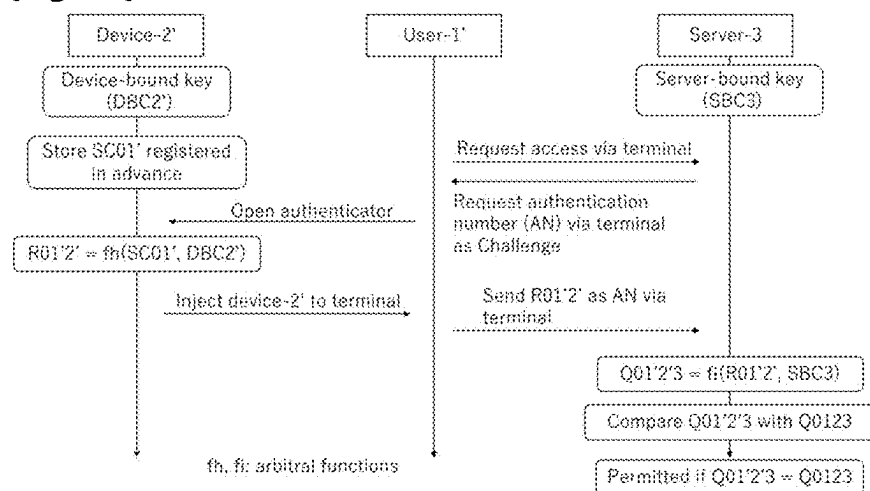 Device-2'
User-1'
Server-3
Device-bound key
(DBC2')
Server-bound key
(SBC3)
Store SC01' registered
in advance
Request access via terminal
Request authentication
number (AN) via terminal
as Challenge
Open authenticator
R01'2' = fh(SC01', DBC2')
Inject device-2' to terminal
Send R01'2' as AN via
terminal
Q01'2'3 = fi(R01'2', SBC3)
Compare Q01'2'3 with Q0123
fh, fi: arbitral functions
Permitted if Q01'2'3 = Q0123